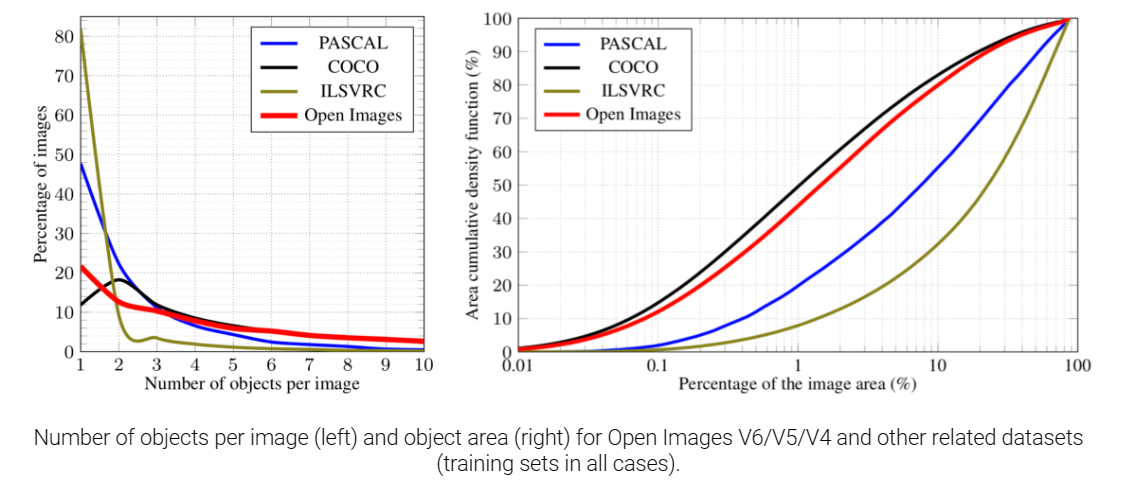 80
70
60
50
40
30
20
10
0
Percentage of images
PASCAL
COCO
ILSVRC
Open Images
1 2 3 4 5 6 7 8 9 10
Number of objects per image
100
90
80
70
60
50
40
30
20
10
0
Area cumulative density function (%)
PASCAL
COCO
ILSVRC
Open Images
0.01 0.1 1 10 100
Percentage of the image area (%)
Number of objects per image (left) and object area (right) for Open Images V6/V5/V4 and other related datasets
(training sets in all cases).